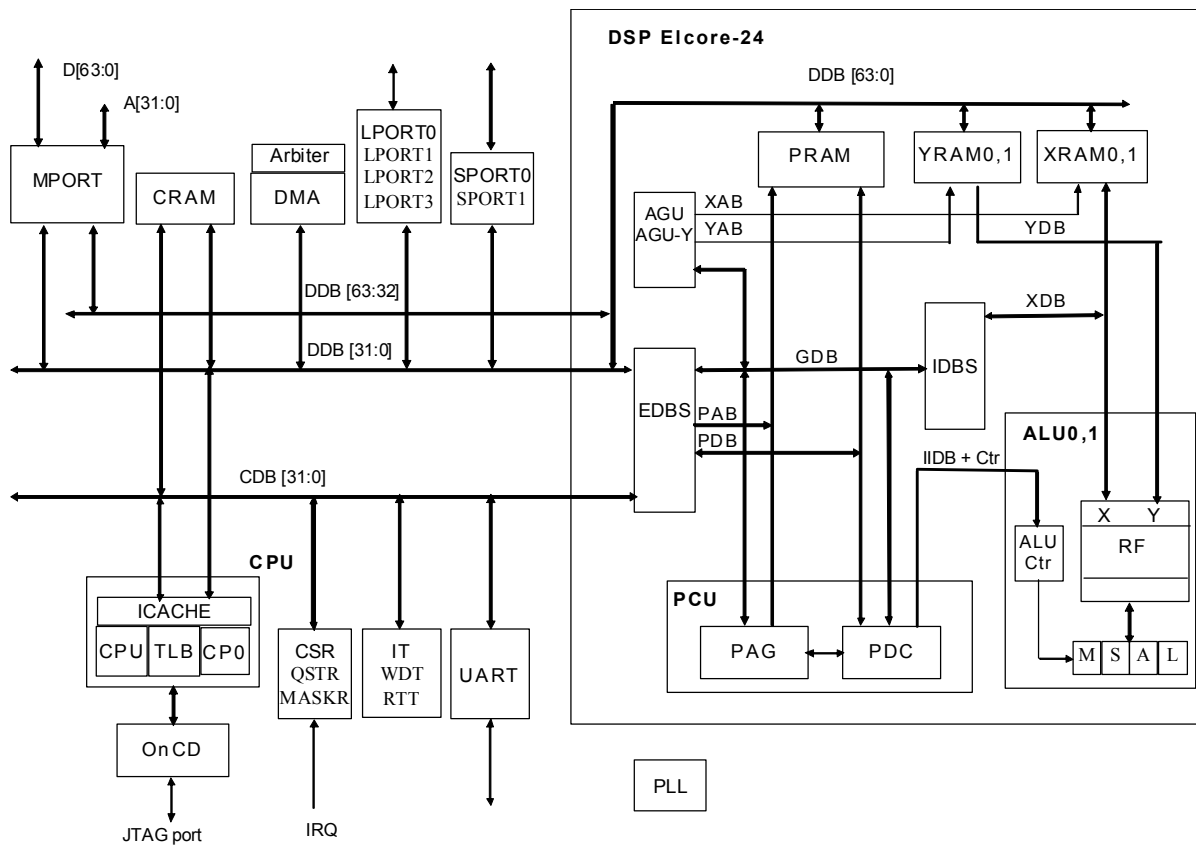 DSP Elcore-24
D[63:0]
DDB [63:0]
A[31:0]
LPORT0
LPORT1
LPORT2
LPORT3
Arbiter
DMA
SPORT0
SPORT1
MPORT
CRAM
PRAM
YRAM0,1
XRAM0,1
AGU
AGU-Y
XAB
YAB
YDB
DDB [63:32]
XDB
DDB [31:0]
GDB
IDBS
EDBS
PAB
PDB
ALU0,1
IIDB + Ctr
CDB [31:0]
X Y
RF
ALU
Ctr
CPU
ICACHE
CPU TLB CP0
CSR
QSTR
MASKR
IT
WDT
RTT
UART
PCU
PAG
PDC
M S A L
OnCD
PLL
JTAG port
IRQ